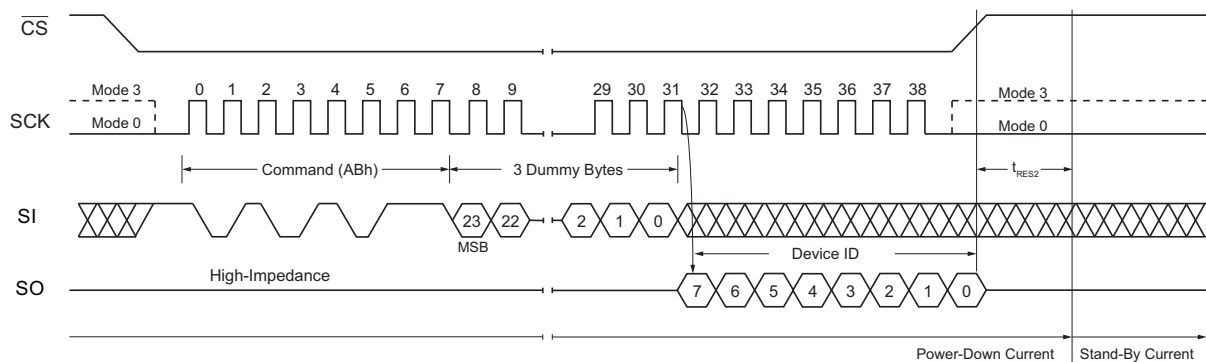 CS
Mode 3
0 1 2 3 4 5 6 7 8 9 29 30 31 32 33 34 35 36 37 38
Mode 3
SCK
Mode 0
Mode 0
Command (ABh)
3 Dummy Bytes
tRES2
SI
23 22 2 1 0
MSB
Device ID
High-Impedance
SO
7 6 5 4 3 2 1 0
Power-Down Current
Stand-By Current